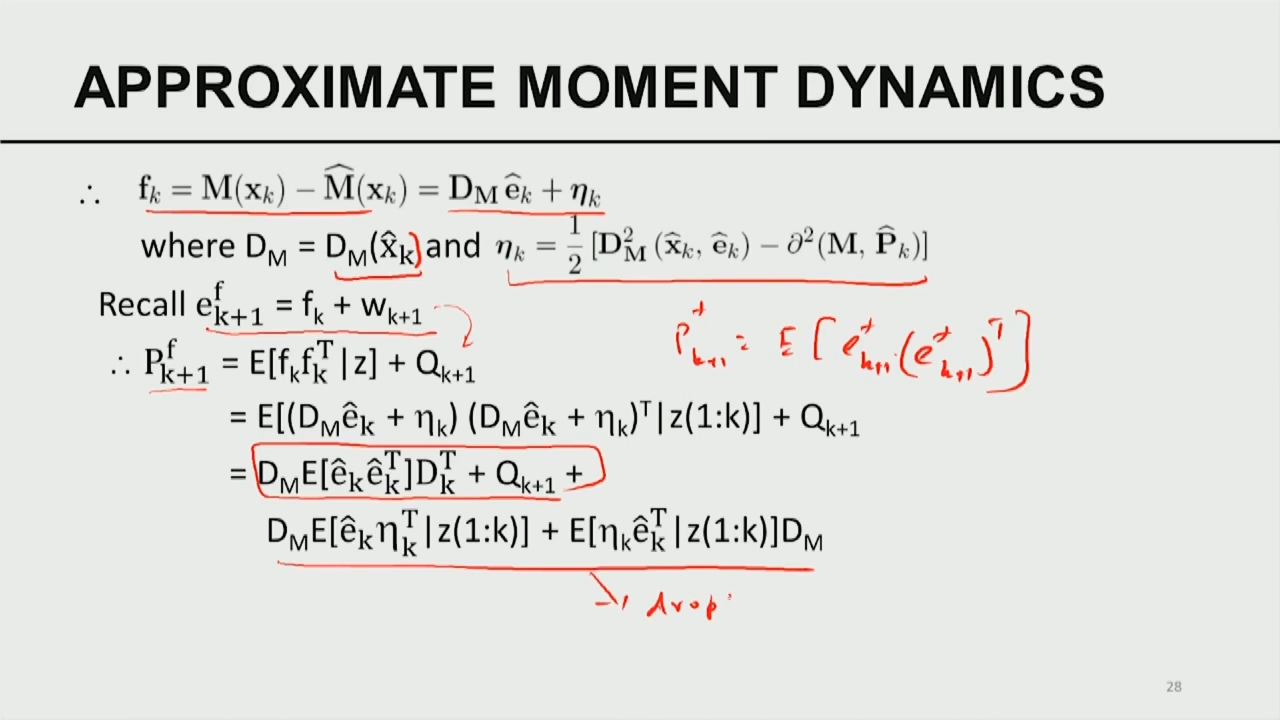 APPROXIMATE MOMENT DYNAMICS
∴ f_k = M(x_k) − M̂(x_k) = D_M ê_k + η_k
where D_M = D_M(x̂_k) and η_k = 1/2 [D²_M (x̂_k, ê_k) − ∂²(M, P̂_k)]
Recall e^f_{k+1} = f_k + w_{k+1}
P^f_{k+1} = E[e^f_{k+1}(e^f_{k+1})^T]
∴ P^f_{k+1} = E[f_k f_k^T|z] + Q_{k+1}
= E[(D_M ê_k + η_k) (D_M ê_k + η_k)^T|z(1:k)] + Q_{k+1}
= D_M E[ê_k ê_k^T]D_k^T + Q_{k+1} +
D_M E[ê_k η_k^T|z(1:k)] + E[η_k ê_k^T|z(1:k)]D_M
→ drop
28